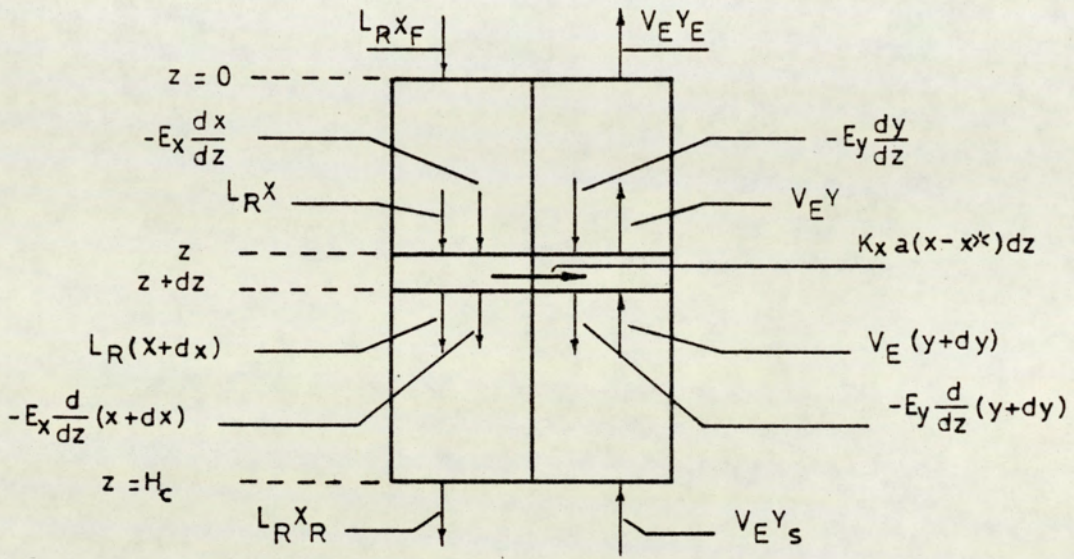 L_R X_F
V_E Y_E
z = 0
-E_x dx/dz
-E_y dy/dz
L_R X
V_E Y
z
K_x a(x-x*)dz
z + dz
L_R(x+dx)
V_E (y+dy)
-E_x d/dz (x+dx)
-E_y d/dz (y+dy)
z = H_c
L_R X_R
V_E Y_s